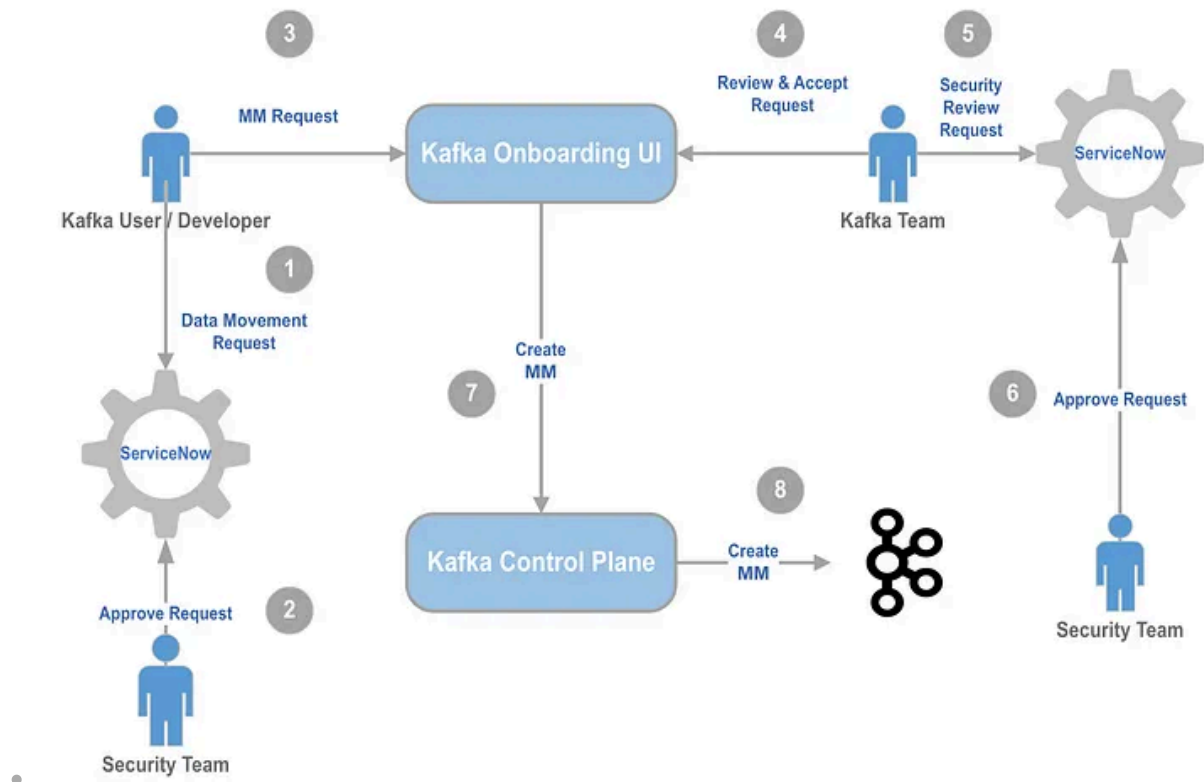 3
4
5
MM Request
Review & Accept
Request
Security
Review
Request
Kafka Onboarding UI
ServiceNow
Kafka User / Developer
Kafka Team
1
Data Movement
Request
Create
MM
7
6
Approve Request
ServiceNow
8
Kafka Control Plane
Create
MM
Approve Request
2
Security Team
Security Team